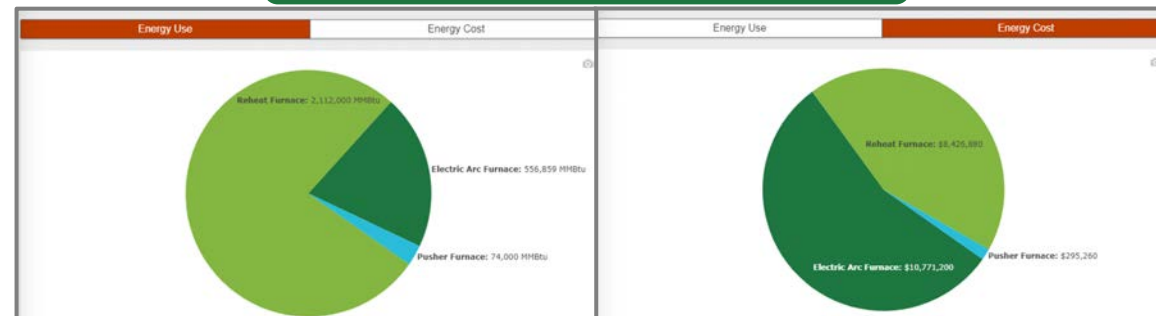 Energy Use
Energy Cost
Reheat Furnace: 2,112,000 MMBtu
Electric Arc Furnace: 556,859 MMBtu
Pusher Furnace: 74,000 MMBtu
Energy Use
Energy Cost
Reheat Furnace: $8,426,880
Pusher Furnace: $295,260
Electric Arc Furnace: $10,771,200